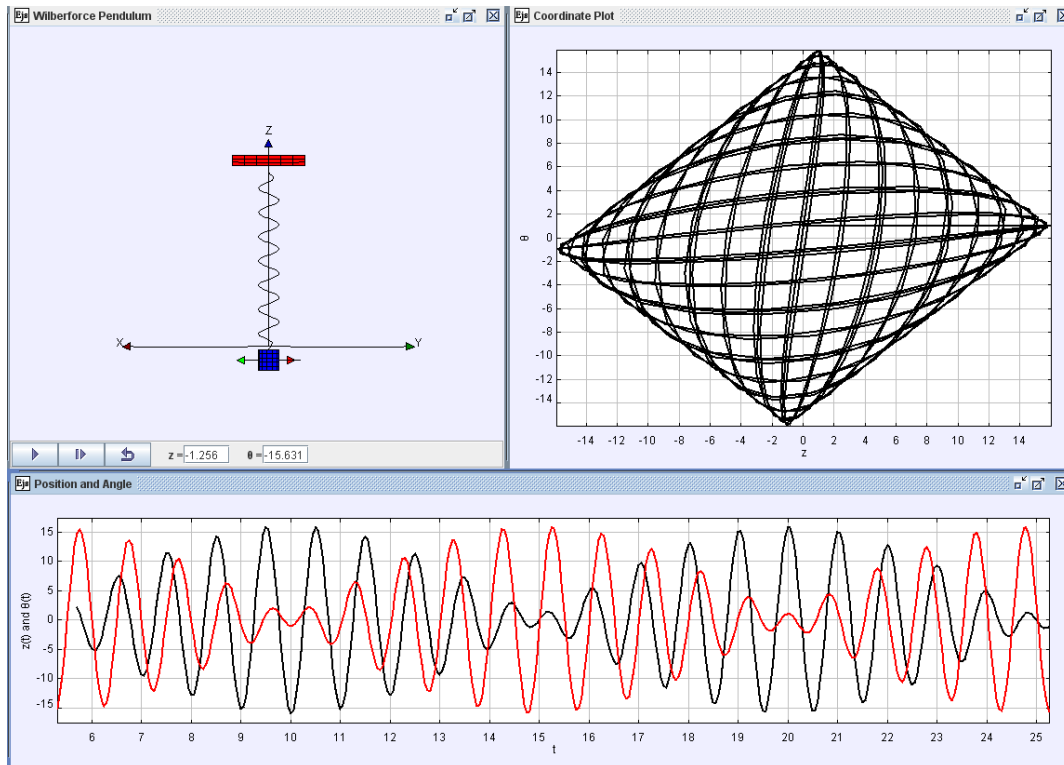 Ejs Wilberforce Pendulum
Z
X
Y
z = -1.256 θ = -15.631
Ejs Coordinate Plot
14
12
10
8
6
4
2
0
-2
-4
-6
-8
-10
-12
-14
θ
-14 -12 -10 -8 -6 -4 -2 0 2 4 6 8 10 12 14
z
Ejs Position and Angle
15
10
5
0
-5
-10
-15
z(t) and θ(t)
6 7 8 9 10 11 12 13 14 15 16 17 18 19 20 21 22 23 24 25
t